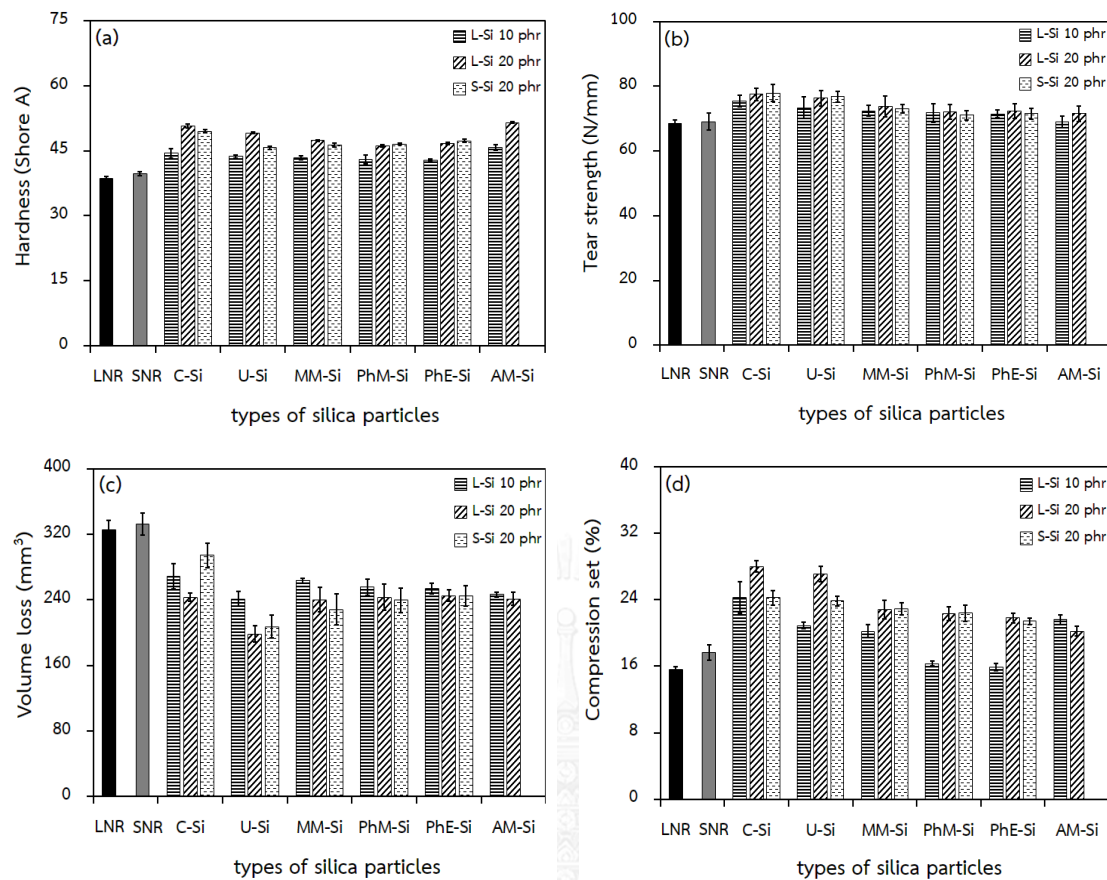 (a)
L-Si 10 phr
L-Si 20 phr
S-Si 20 phr
Hardness (Shore A)
75
60
45
30
15
0
LNR SNR C-Si U-Si MM-Si PhM-Si PhE-Si AM-Si
types of silica particles
(b)
L-Si 10 phr
L-Si 20 phr
S-Si 20 phr
Tear strength (N/mm)
100
80
60
40
20
0
LNR SNR C-Si U-Si MM-Si PhM-Si PhE-Si AM-Si
types of silica particles
(c)
L-Si 10 phr
L-Si 20 phr
S-Si 20 phr
Volume loss (mm³)
400
320
240
160
80
0
LNR SNR C-Si U-Si MM-Si PhM-Si PhE-Si AM-Si
types of silica particles
(d)
L-Si 10 phr
L-Si 20 phr
S-Si 20 phr
Compression set (%)
40
32
24
16
8
0
LNR SNR C-Si U-Si MM-Si PhM-Si PhE-Si AM-Si
types of silica particles